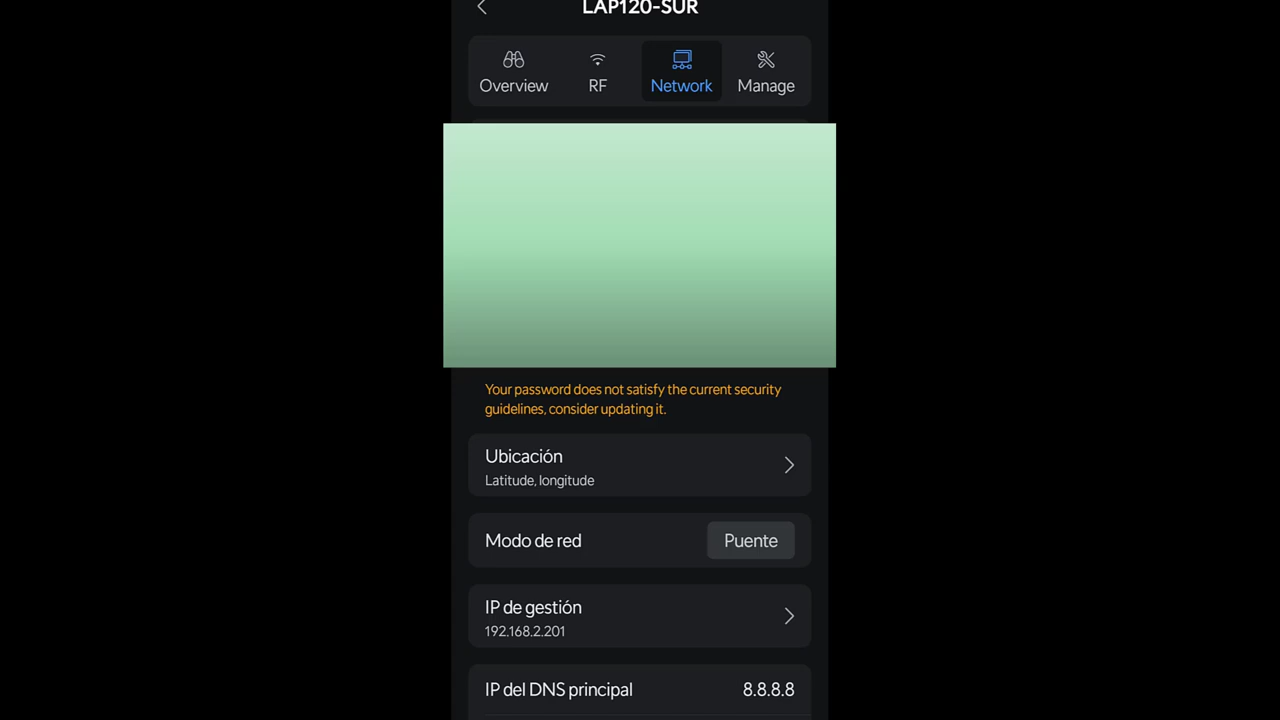 LAP120-SUR
Overview
RF
Network
Manage
Your password does not satisfy the current security
guidelines, consider updating it.
Ubicación
Latitude, longitude
Modo de red
Puente
IP de gestión
192.168.2.201
IP del DNS principal
8.8.8.8